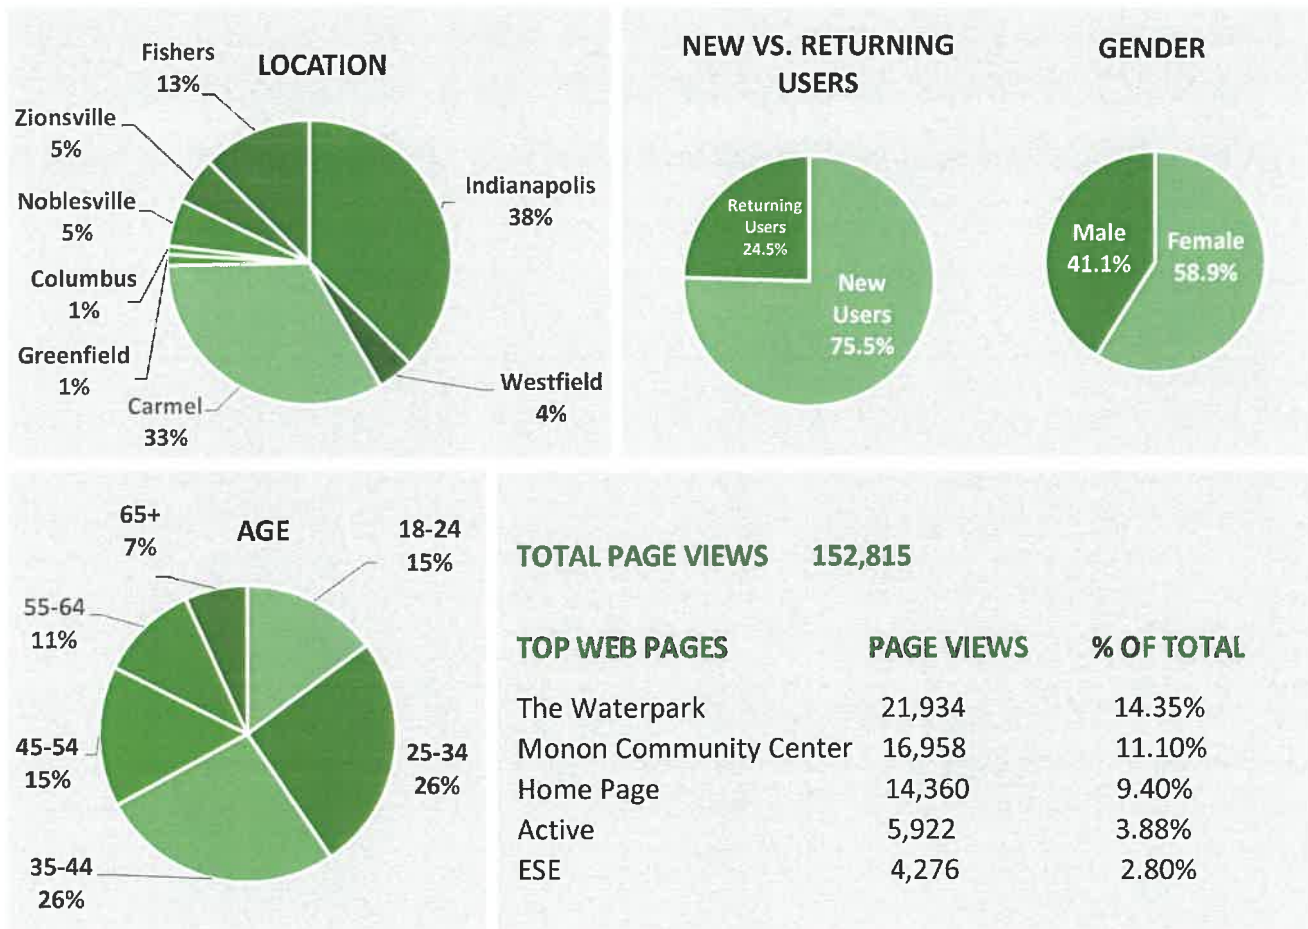 LOCATION
Fishers
13%
Zionsville
5%
Noblesville
5%
Columbus
1%
Greenfield
1%
Carmel
33%
Indianapolis
38%
Westfield
4%
NEW VS. RETURNING
USERS
Returning
Users
24.5%
New
Users
75.5%
GENDER
Male
41.1%
Female
58.9%
AGE
65+
7%
18-24
15%
55-64
11%
45-54
15%
25-34
26%
35-44
26%
TOTAL PAGE VIEWS 152,815
TOP WEB PAGES PAGE VIEWS % OF TOTAL
The Waterpark 21,934 14.35%
Monon Community Center 16,958 11.10%
Home Page 14,360 9.40%
Active 5,922 3.88%
ESE 4,276 2.80%